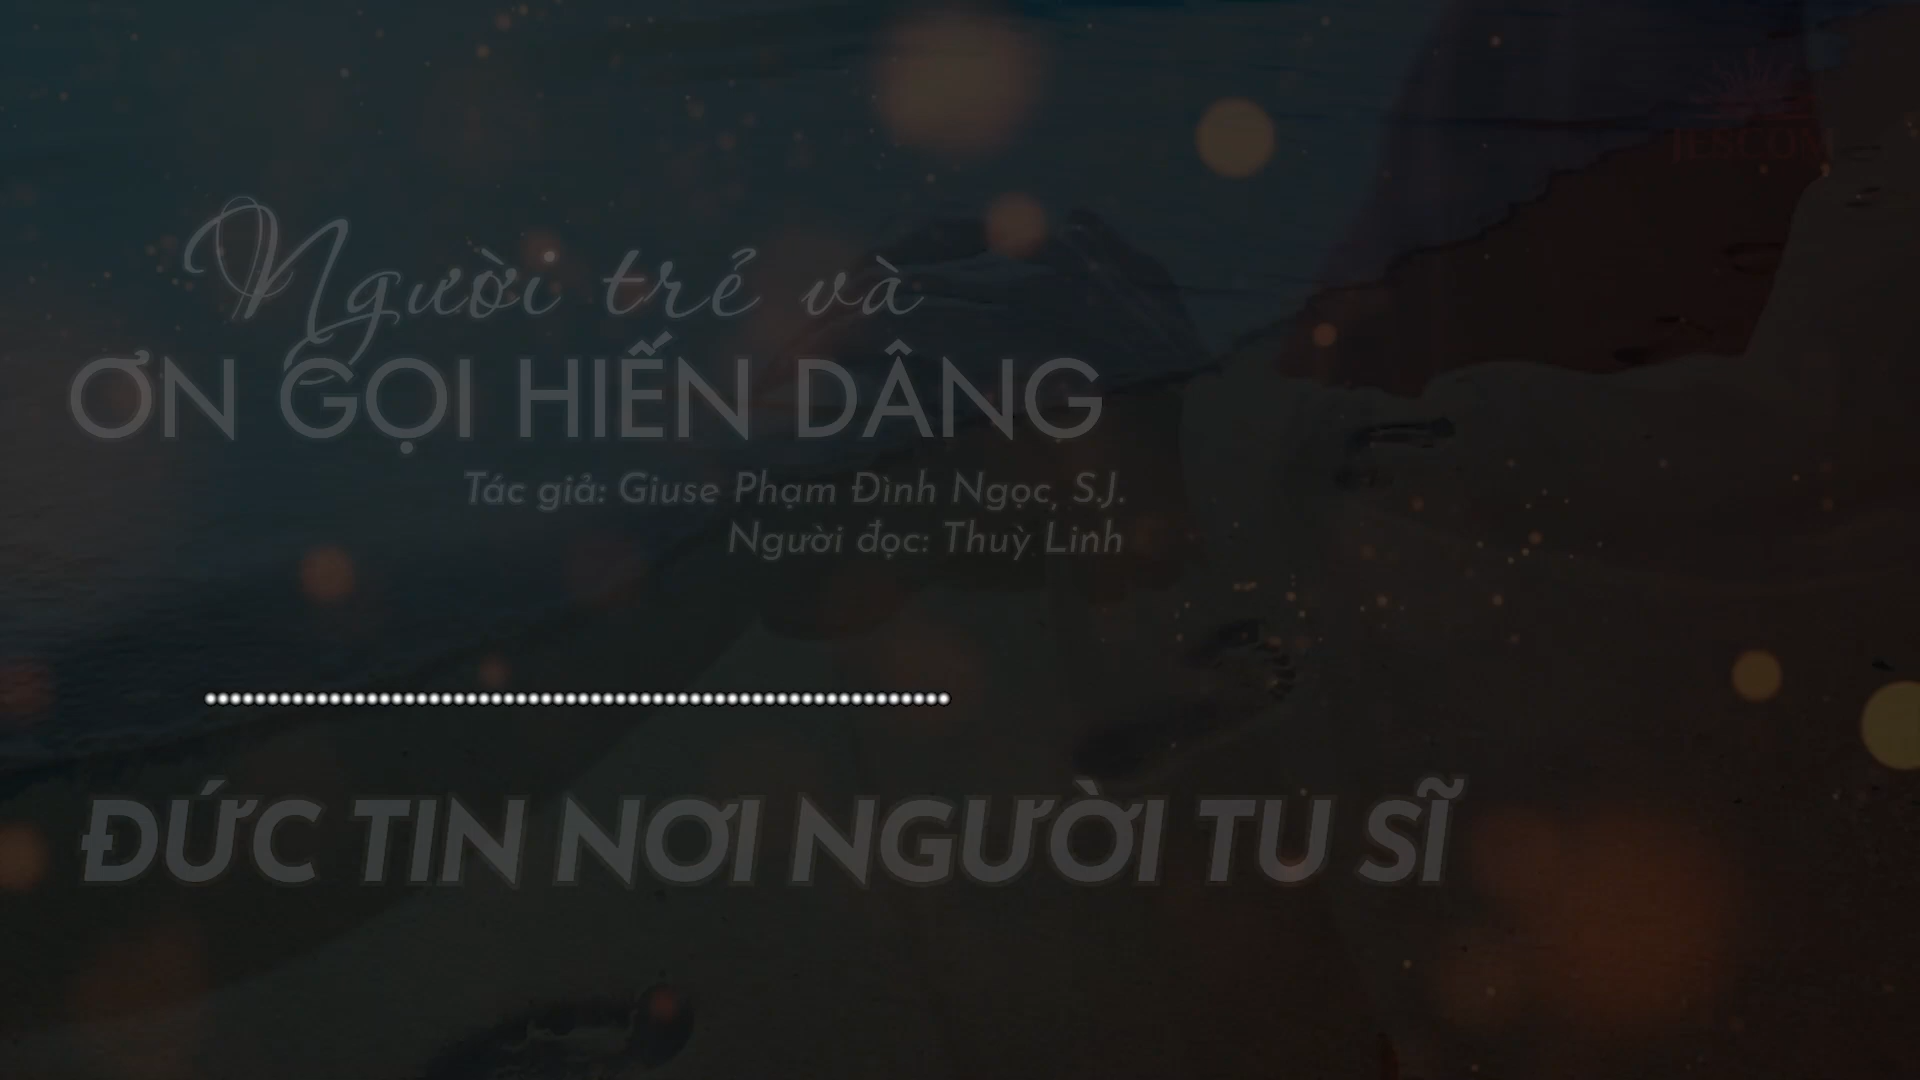 Người trẻ và
ƠN GỌI HIẾN DÂNG
Tác giả: Giuse Phạm Đình Ngọc, S.J.
Người đọc: Thuỳ Linh
ĐỨC TIN NƠI NGƯỜI TU SĨ